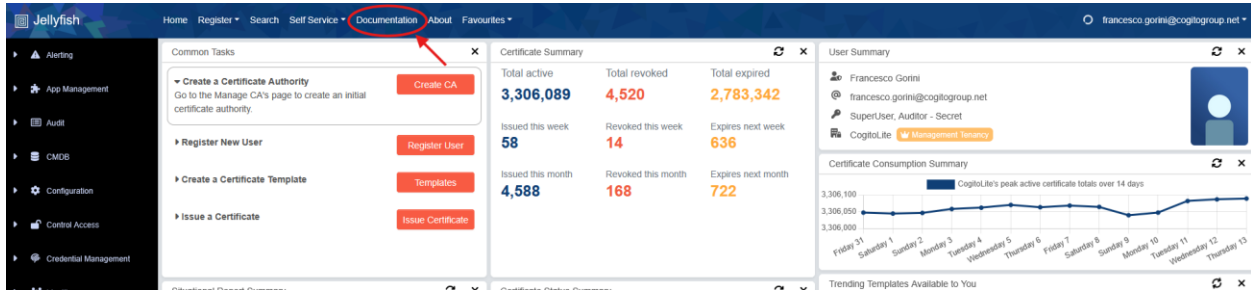 Jellyfish
Home Register Search Self Service Documentation About Favourites
francesco.gorini@cogitogroup.net
Alerting
App Management
Audit
CMDB
Configuration
Control Access
Credential Management
Common Tasks
Create a Certificate Authority
Go to the Manage CA's page to create an initial
certificate authority.
Create CA
Register New User
Register User
Create a Certificate Template
Templates
Issue a Certificate
Issue Certificate
Certificate Summary
Total active Total revoked Total expired
3,306,089 4,520 2,783,342
Issued this week Revoked this week Expires next week
58 14 636
Issued this month Revoked this month Expires next month
4,588 168 722
User Summary
Francesco Gorini
francesco.gorini@cogitogroup.net
SuperUser, Auditor - Secret
CogitoLite Management Tenancy
Certificate Consumption Summary
CogitoLite's peak active certificate totals over 14 days
3,306,100
3,306,050
3,306,000
Friday 31 Saturday 1 Sunday 2 Monday 3 Tuesday 4 Wednesday 5 Thursday 6 Friday 7 Saturday 8 Sunday 9 Monday 10 Tuesday 11 Wednesday 12 Thursday 13
Situational Report Summary
Certificate Status Summary
Trending Templates Available to You